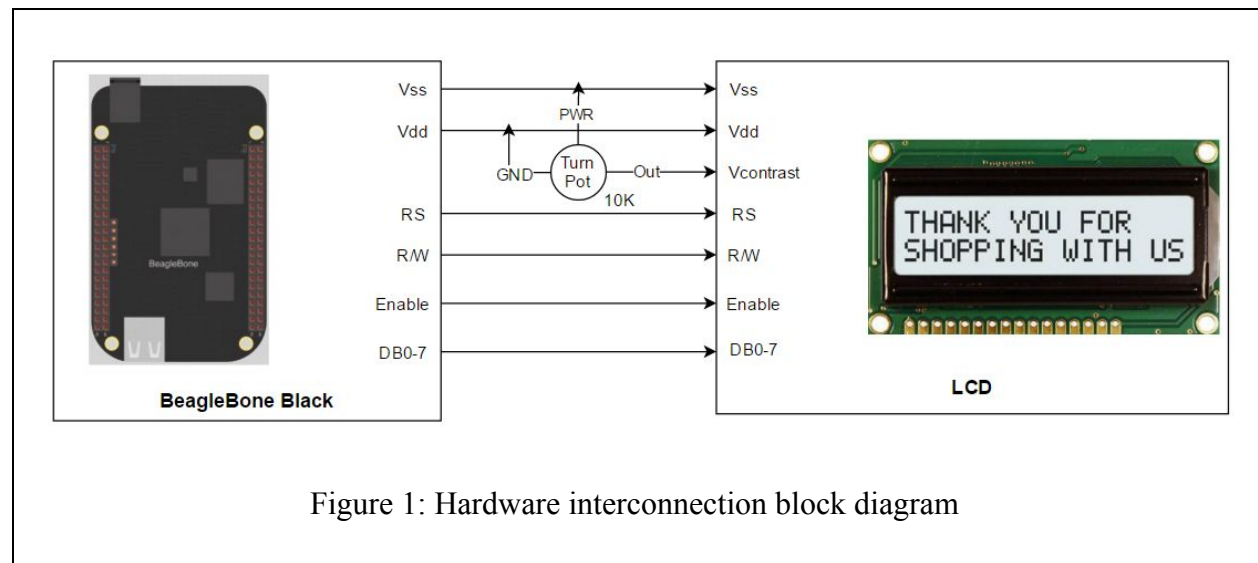 Vss
Vdd
RS
R/W
Enable
DB0-7
BeagleBone
BeagleBone Black
PWR
GND
Turn
Pot
Out
10K
Vss
Vdd
Vcontrast
RS
R/W
Enable
DB0-7
THANK YOU FOR
SHOPPING WITH US
LCD
Figure 1: Hardware interconnection block diagram